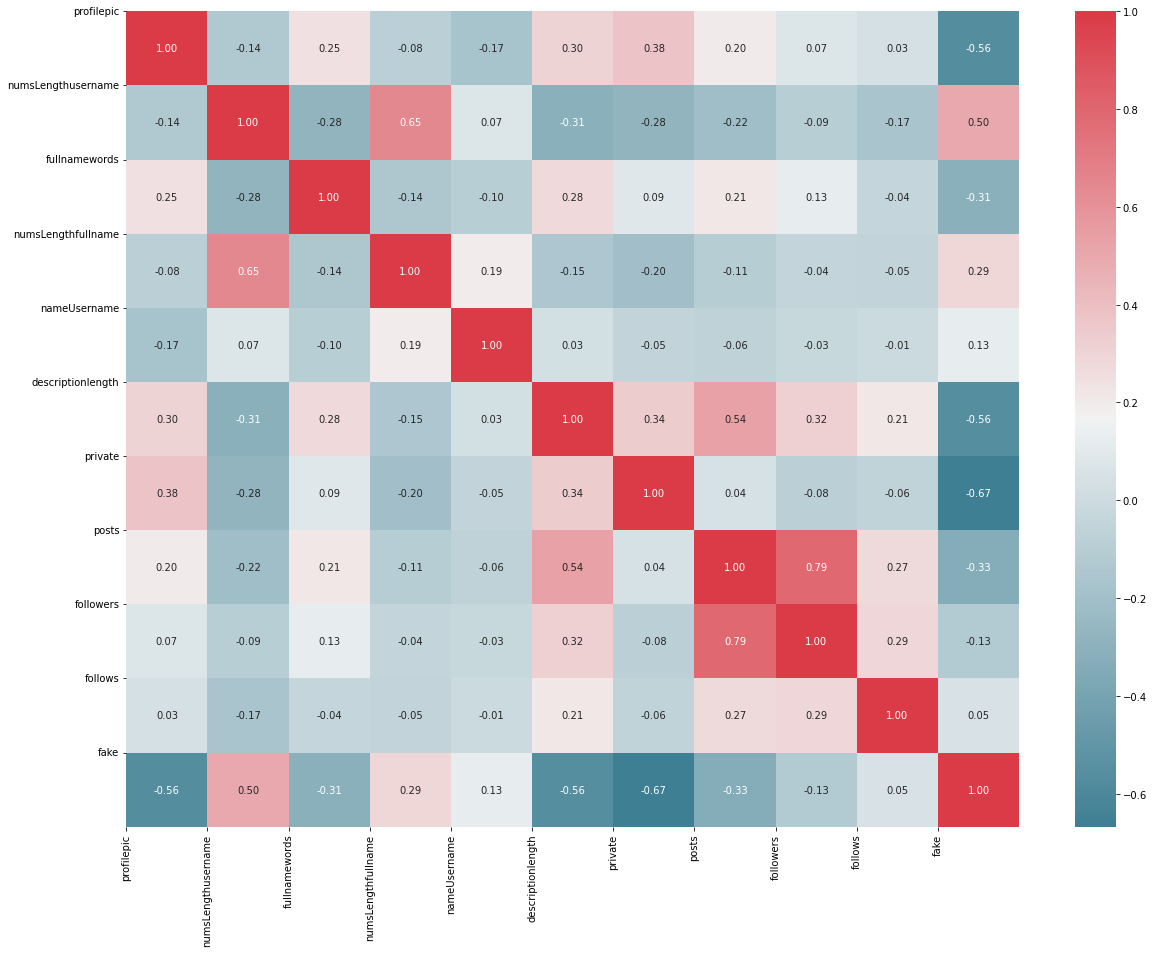 profilepic
1.00 -0.14 0.25 -0.08 -0.17 0.30 0.38 0.20 0.07 0.03 -0.56
numsLengthusername
-0.14 1.00 -0.28 0.65 0.07 -0.31 -0.28 -0.22 -0.09 -0.17 0.50
fullnamewords
0.25 -0.28 1.00 -0.14 -0.10 0.28 0.09 0.21 0.13 -0.04 -0.31
numsLengthfullname
-0.08 0.65 -0.14 1.00 0.19 -0.15 -0.20 -0.11 -0.04 -0.05 0.29
nameUsername
-0.17 0.07 -0.10 0.19 1.00 0.03 -0.05 -0.06 -0.03 -0.01 0.13
descriptionlength
0.30 -0.31 0.28 -0.15 0.03 1.00 0.34 0.54 0.32 0.21 -0.56
private
0.38 -0.28 0.09 -0.20 -0.05 0.34 1.00 0.04 -0.08 -0.06 -0.67
posts
0.20 -0.22 0.21 -0.11 -0.06 0.54 0.04 1.00 0.79 0.27 -0.33
followers
0.07 -0.09 0.13 -0.04 -0.03 0.32 -0.08 0.79 1.00 0.29 -0.13
follows
0.03 -0.17 -0.04 -0.05 -0.01 0.21 -0.06 0.27 0.29 1.00 0.05
fake
-0.56 0.50 -0.31 0.29 0.13 -0.56 -0.67 -0.33 -0.13 0.05 1.00
profilepic
numsLengthusername
fullnamewords
numsLengthfullname
nameUsername
descriptionlength
private
posts
followers
follows
fake
1.0
0.8
0.6
0.4
0.2
0.0
−0.2
−0.4
−0.6